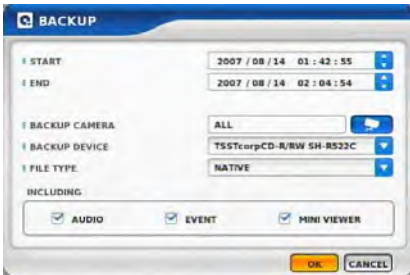 BACKUP
START 2007 / 08 / 14 01 : 42 : 55
END 2007 / 08 / 14 02 : 04 : 54
BACKUP CAMERA ALL
BACKUP DEVICE TSSTcorpCD-R/RW SH-R522C
FILE TYPE NATIVE
INCLUDING
AUDIO EVENT MINI VIEWER
OK CANCEL